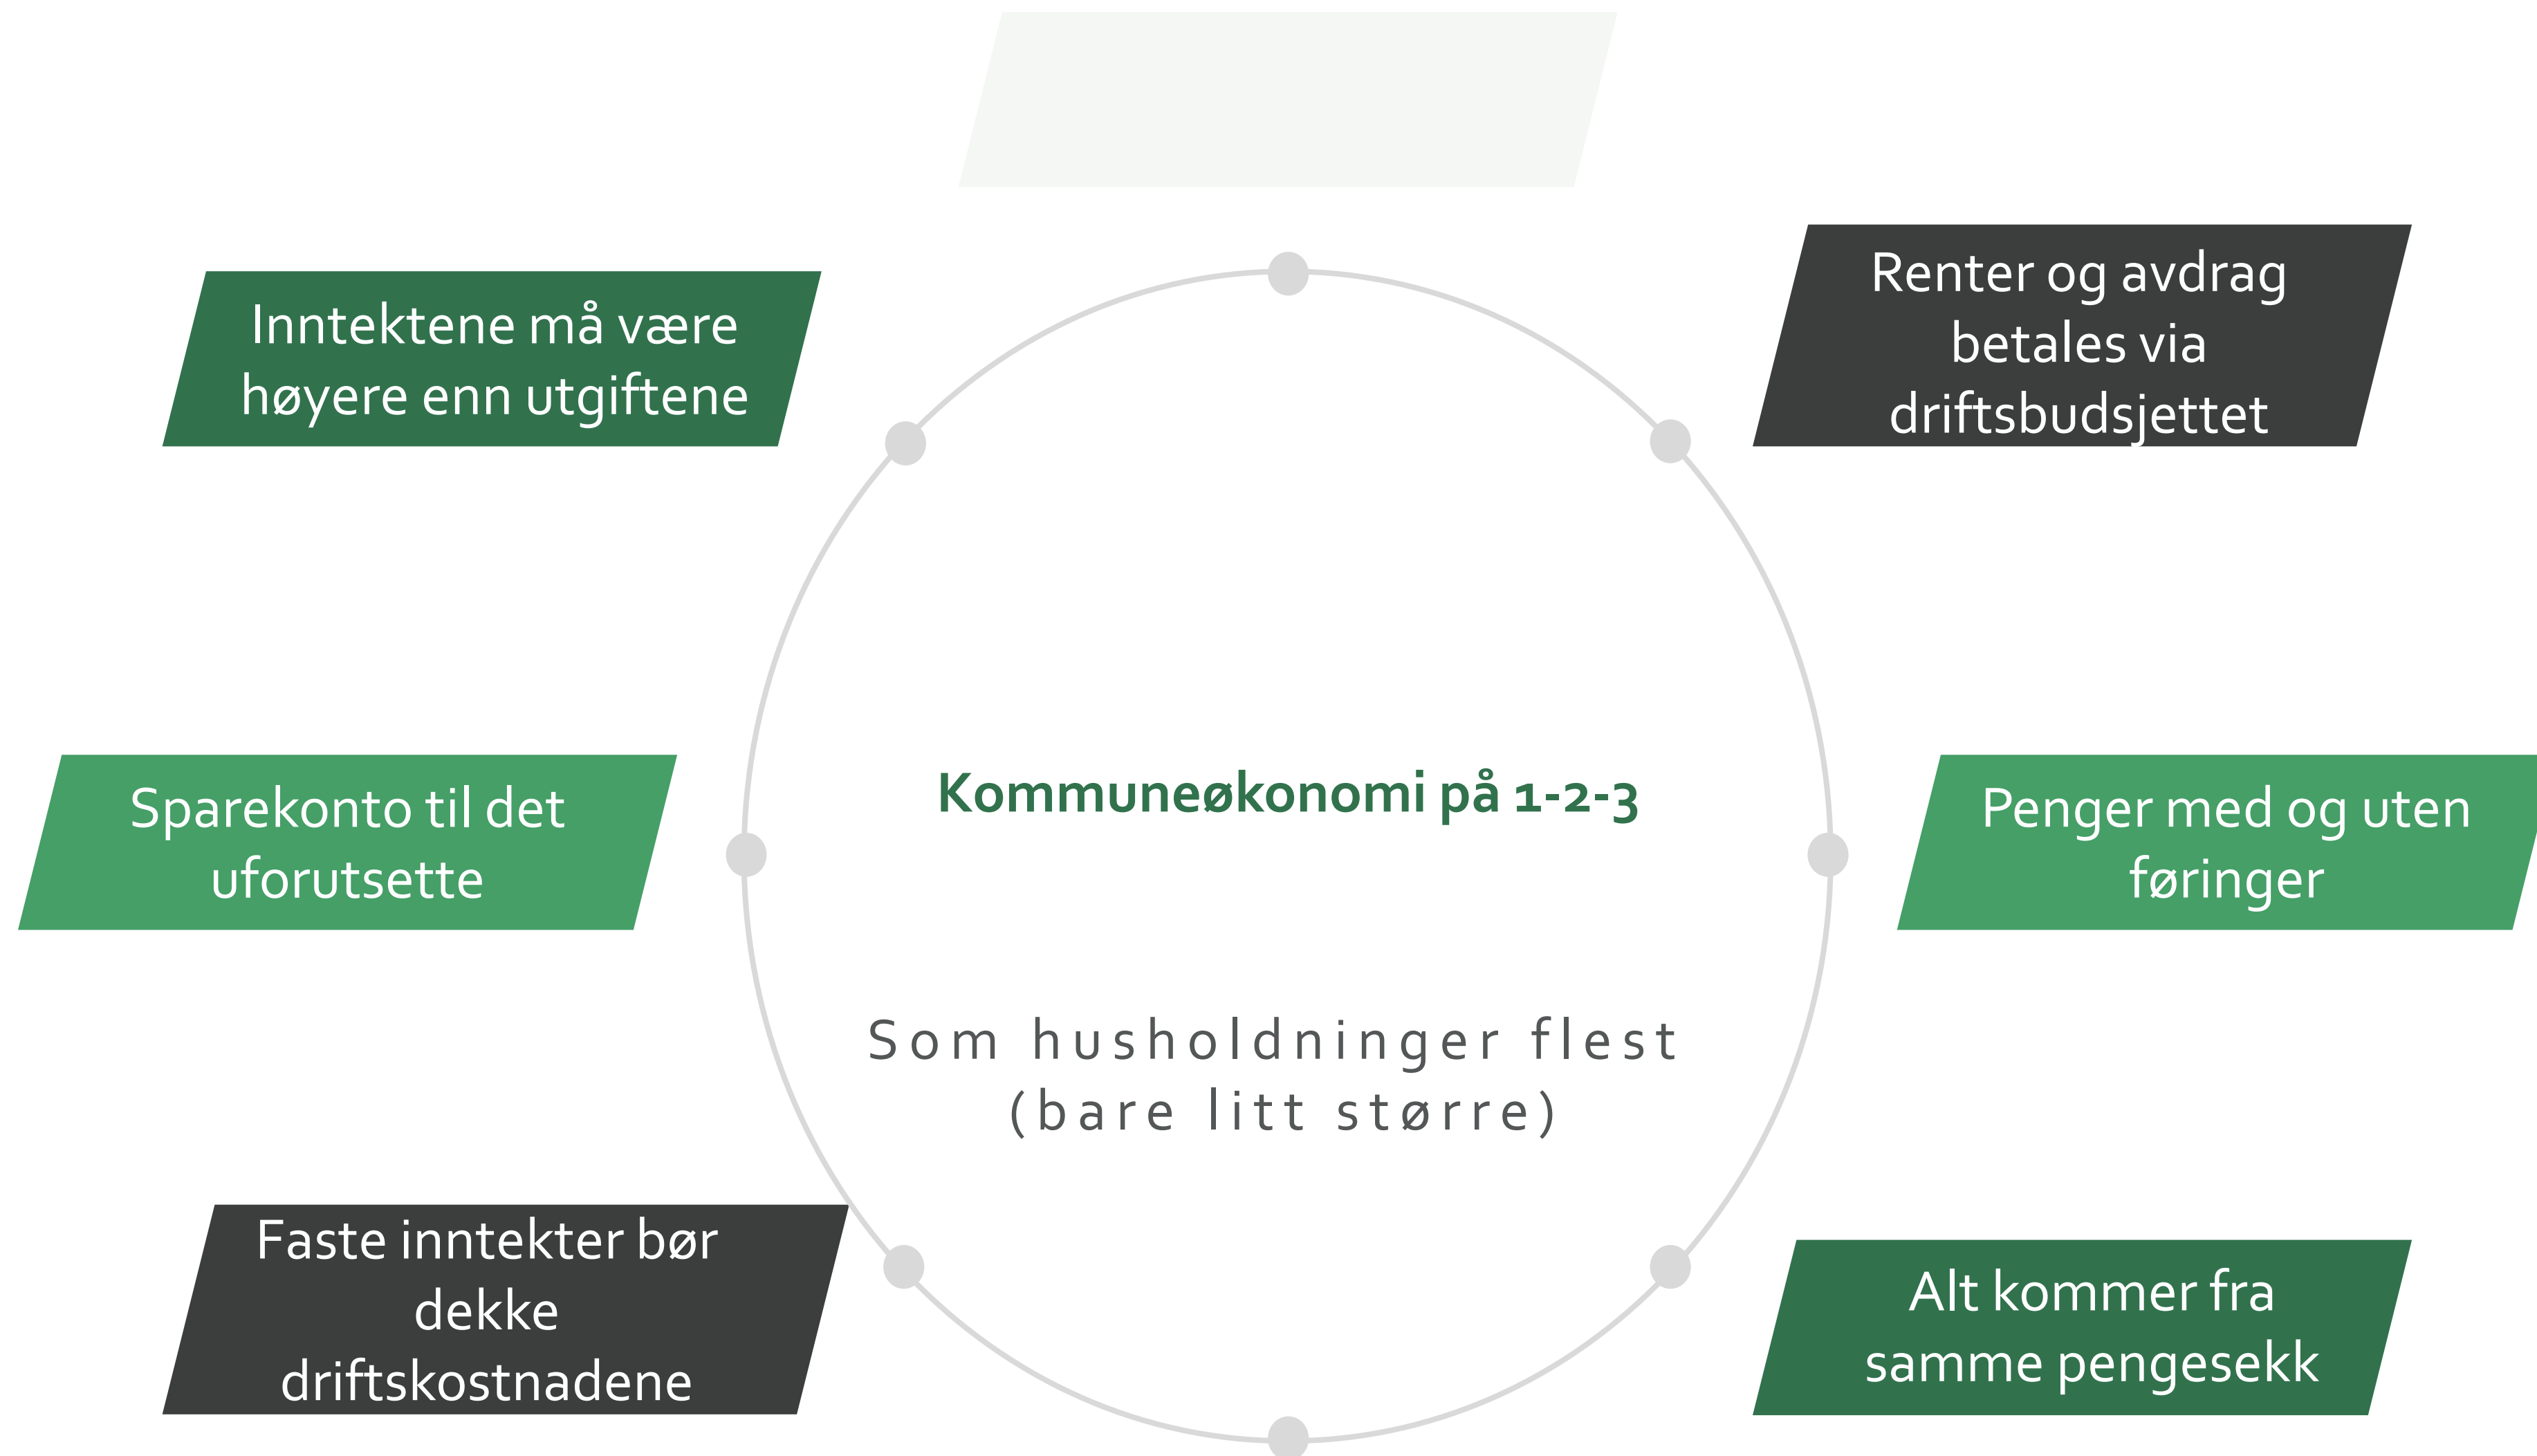 Inntektene må være
høyere enn utgiftene
Renter og avdrag
betales via
driftsbudsjettet
Sparekonto til det
uforutsette
Kommuneøkonomi på 1-2-3
Penger med og uten
føringer
Som husholdninger flest
(bare litt større)
Faste inntekter bør
dekke
driftskostnadene
Alt kommer fra
samme pengesekk